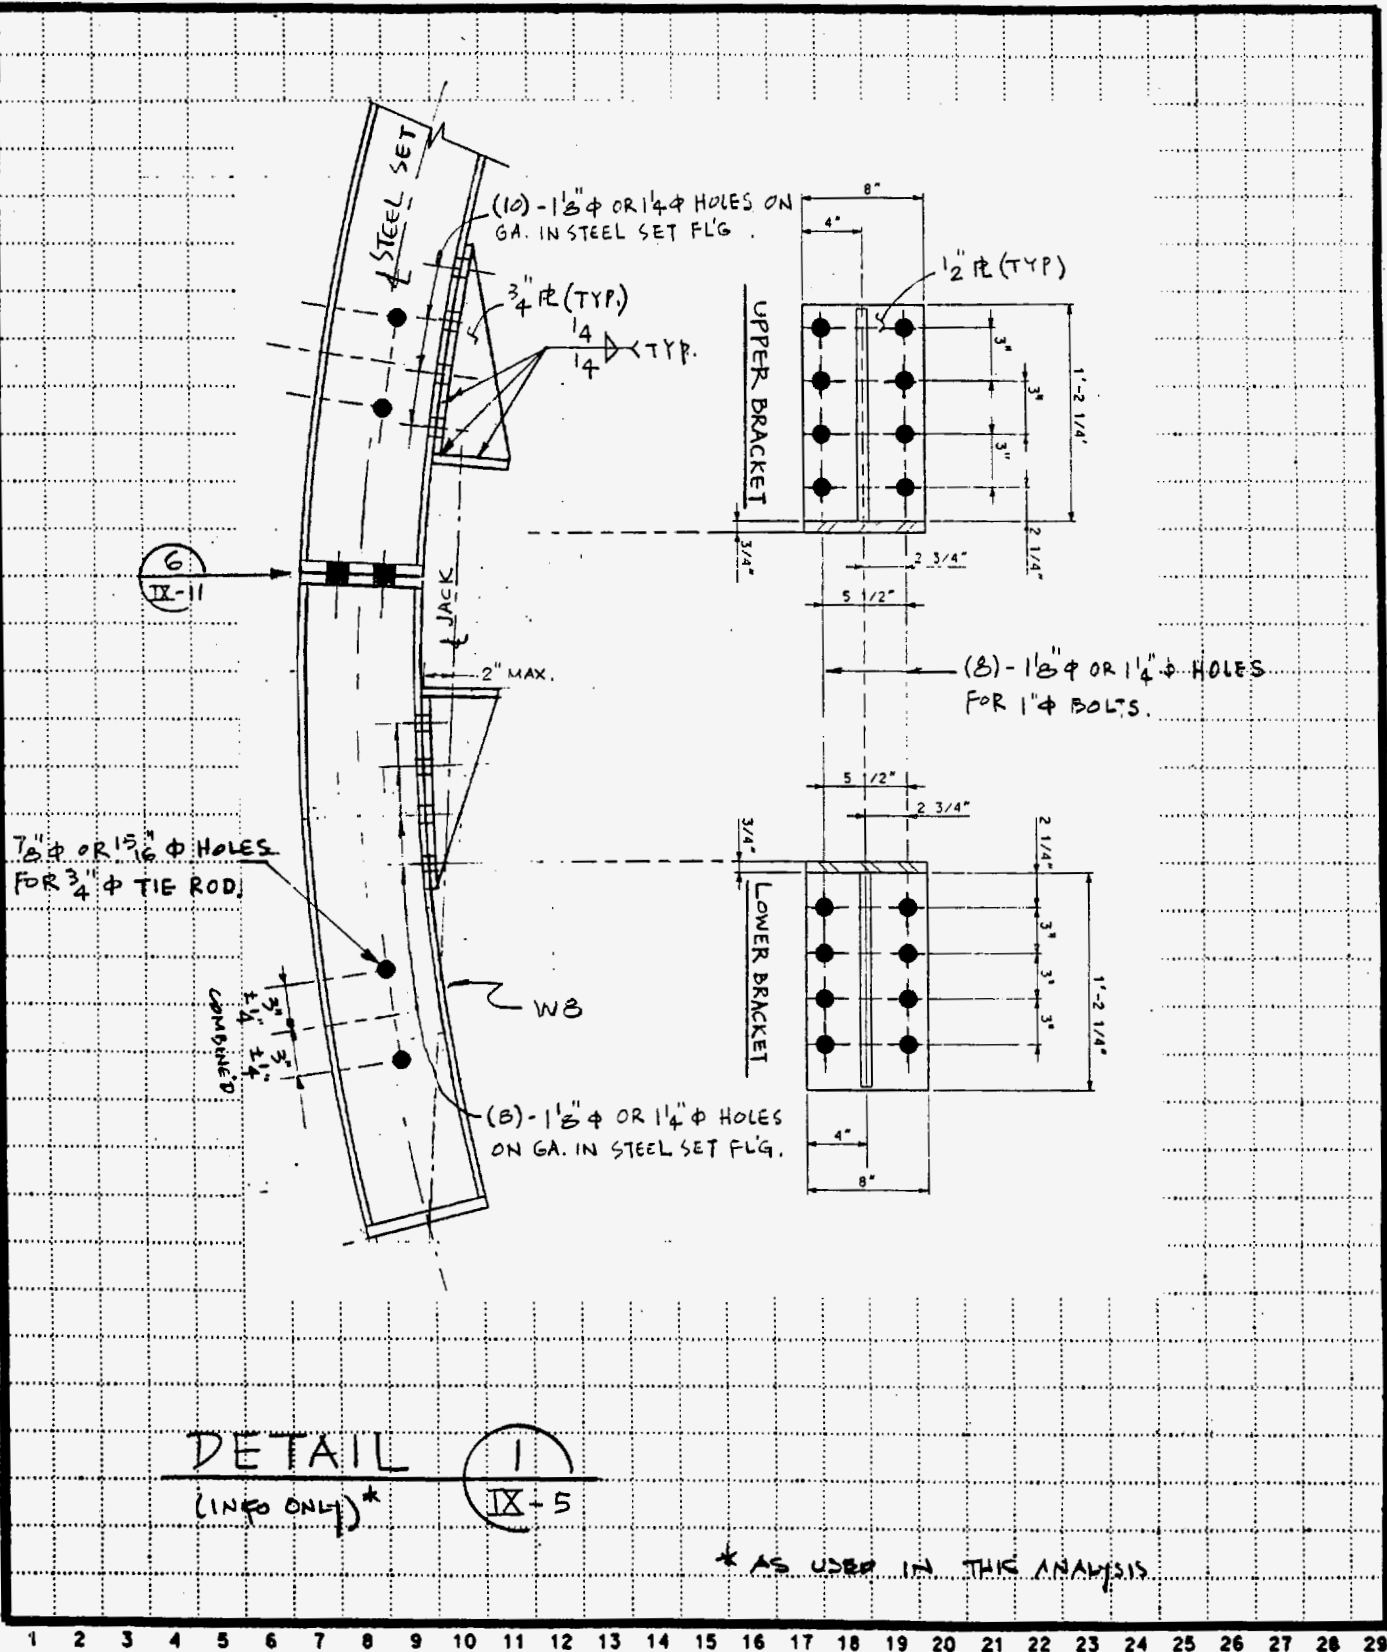 ℄ STEEL SET
(10)-1 1/8"ϕ OR 1 1/4ϕ HOLES ON
GA. IN STEEL SET FL'G.
3/4" ℞ (TYP.)
1/4
1/4
TYP.
UPPER BRACKET
8"
4"
1/2" ℞ (TYP)
3"
3"
3"
1'-2 1/4'
2 1/4"
3/4"
2 3/4"
5 1/2"
6
IX-11
℄ JACK
2" MAX.
(8)-1 1/8"ϕ OR 1 1/4"ϕ HOLES
FOR 1"ϕ BOLTS.
5 1/2"
2 3/4"
3/4"
2 1/4"
7/8"ϕ OR 15/16"ϕ HOLES
FOR 3/4"ϕ TIE ROD.
LOWER BRACKET
3"
3"
3"
1'-2 1/4"
3"
±1/4"
3"
±1/4"
COMBINE'D
W8
(8)-1 1/8"ϕ OR 1 1/4"ϕ HOLES
ON GA. IN STEEL SET FL'G.
4"
8"
DETAIL
1
IX-5
(INFO ONLY)*
* AS USED IN THIS ANALYSIS
1 2 3 4 5 6 7 8 9 10 11 12 13 14 15 16 17 18 19 20 21 22 23 24 25 26 27 28 29